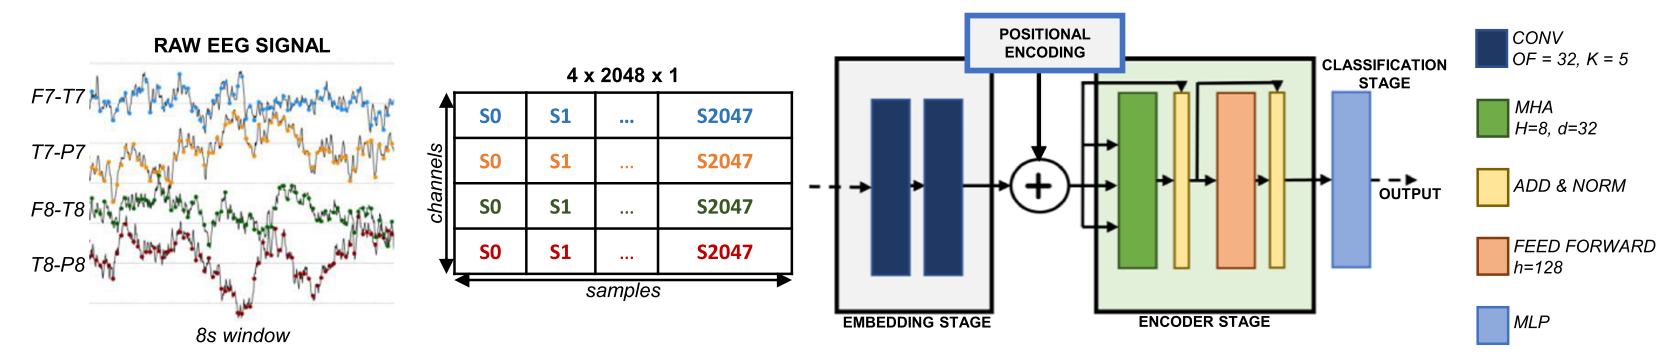 RAW EEG SIGNAL
F7-T7
T7-P7
F8-T8
T8-P8
8s window
4 x 2048 x 1
channels
S0 S1 ... S2047
S0 S1 ... S2047
S0 S1 ... S2047
S0 S1 ... S2047
samples
POSITIONAL
ENCODING
+
EMBEDDING STAGE
ENCODER STAGE
CLASSIFICATION
STAGE
OUTPUT
CONV
OF = 32, K = 5
MHA
H=8, d=32
ADD & NORM
FEED FORWARD
h=128
MLP